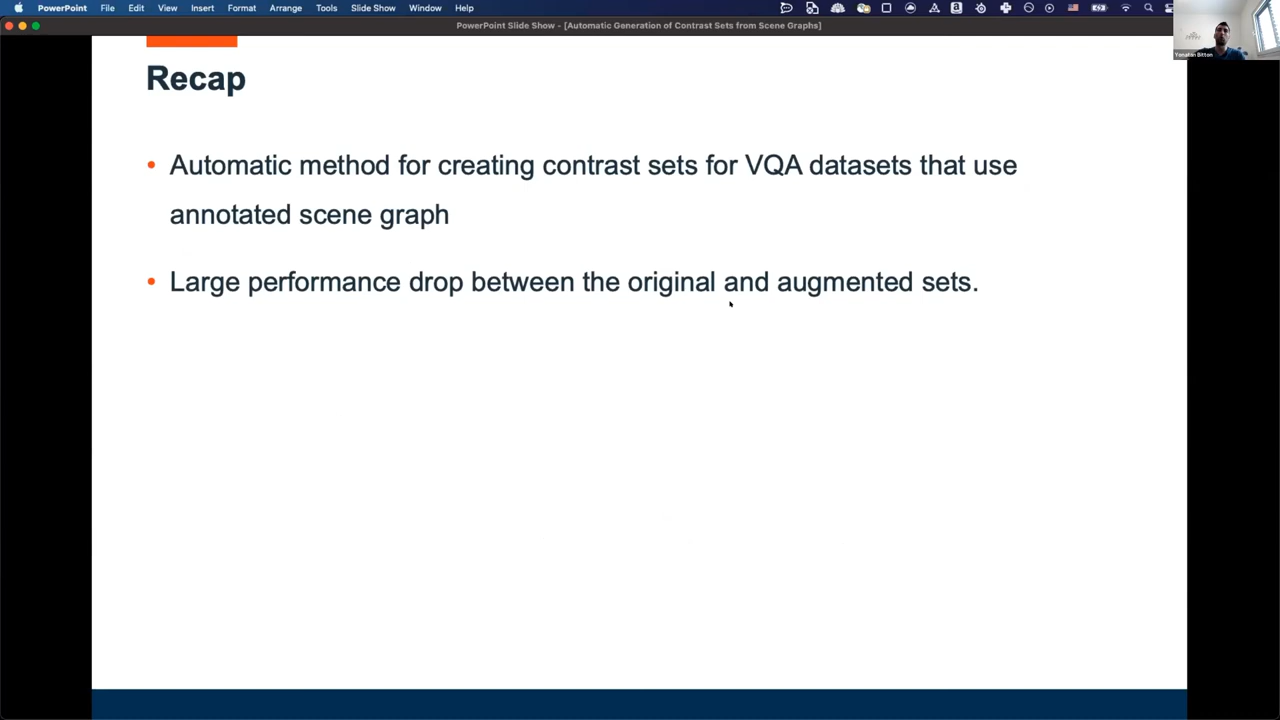 PowerPoint File Edit View Insert Format Arrange Tools Slide Show Window Help
PowerPoint Slide Show - [Automatic Generation of Contrast Sets from Scene Graphs]
Yonatan Bitton
Recap
• Automatic method for creating contrast sets for VQA datasets that use
annotated scene graph
• Large performance drop between the original and augmented sets.